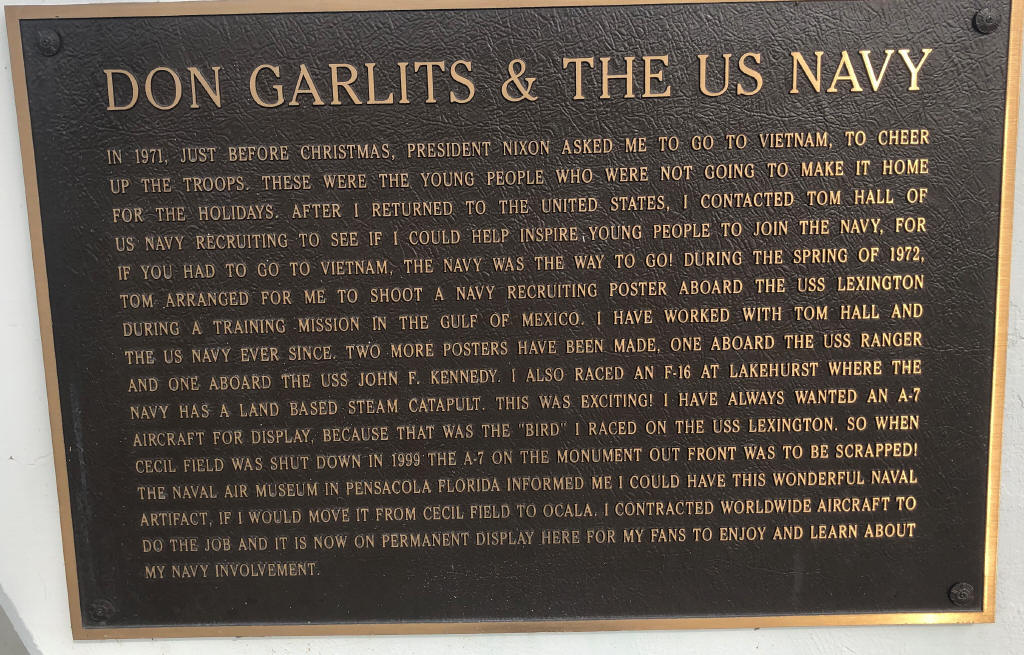 DON GARLITS & THE US NAVY
IN 1971, JUST BEFORE CHRISTMAS, PRESIDENT NIXON ASKED ME TO GO TO VIETNAM, TO CHEER
UP THE TROOPS. THESE WERE THE YOUNG PEOPLE WHO WERE NOT GOING TO MAKE IT HOME
FOR THE HOLIDAYS. AFTER I RETURNED TO THE UNITED STATES, I CONTACTED TOM HALL OF
US NAVY RECRUITING TO SEE IF I COULD HELP INSPIRE YOUNG PEOPLE TO JOIN THE NAVY, FOR
IF YOU HAD TO GO TO VIETNAM, THE NAVY WAS THE WAY TO GO! DURING THE SPRING OF 1972,
TOM ARRANGED FOR ME TO SHOOT A NAVY RECRUITING POSTER ABOARD THE USS LEXINGTON
DURING A TRAINING MISSION IN THE GULF OF MEXICO. I HAVE WORKED WITH TOM HALL AND
THE US NAVY EVER SINCE. TWO MORE POSTERS HAVE BEEN MADE, ONE ABOARD THE USS RANGER
AND ONE ABOARD THE USS JOHN F. KENNEDY. I ALSO RACED AN F-16 AT LAKEHURST WHERE THE
NAVY HAS A LAND BASED STEAM CATAPULT. THIS WAS EXCITING! I HAVE ALWAYS WANTED AN A-7
AIRCRAFT FOR DISPLAY, BECAUSE THAT WAS THE "BIRD" I RACED ON THE USS LEXINGTON. SO WHEN
CECIL FIELD WAS SHUT DOWN IN 1999 THE A-7 ON THE MONUMENT OUT FRONT WAS TO BE SCRAPPED!
THE NAVAL AIR MUSEUM IN PENSACOLA FLORIDA INFORMED ME I COULD HAVE THIS WONDERFUL NAVAL
ARTIFACT, IF I WOULD MOVE IT FROM CECIL FIELD TO OCALA. I CONTRACTED WORLDWIDE AIRCRAFT TO
DO THE JOB AND IT IS NOW ON PERMANENT DISPLAY HERE FOR MY FANS TO ENJOY AND LEARN ABOUT
MY NAVY INVOLVEMENT.